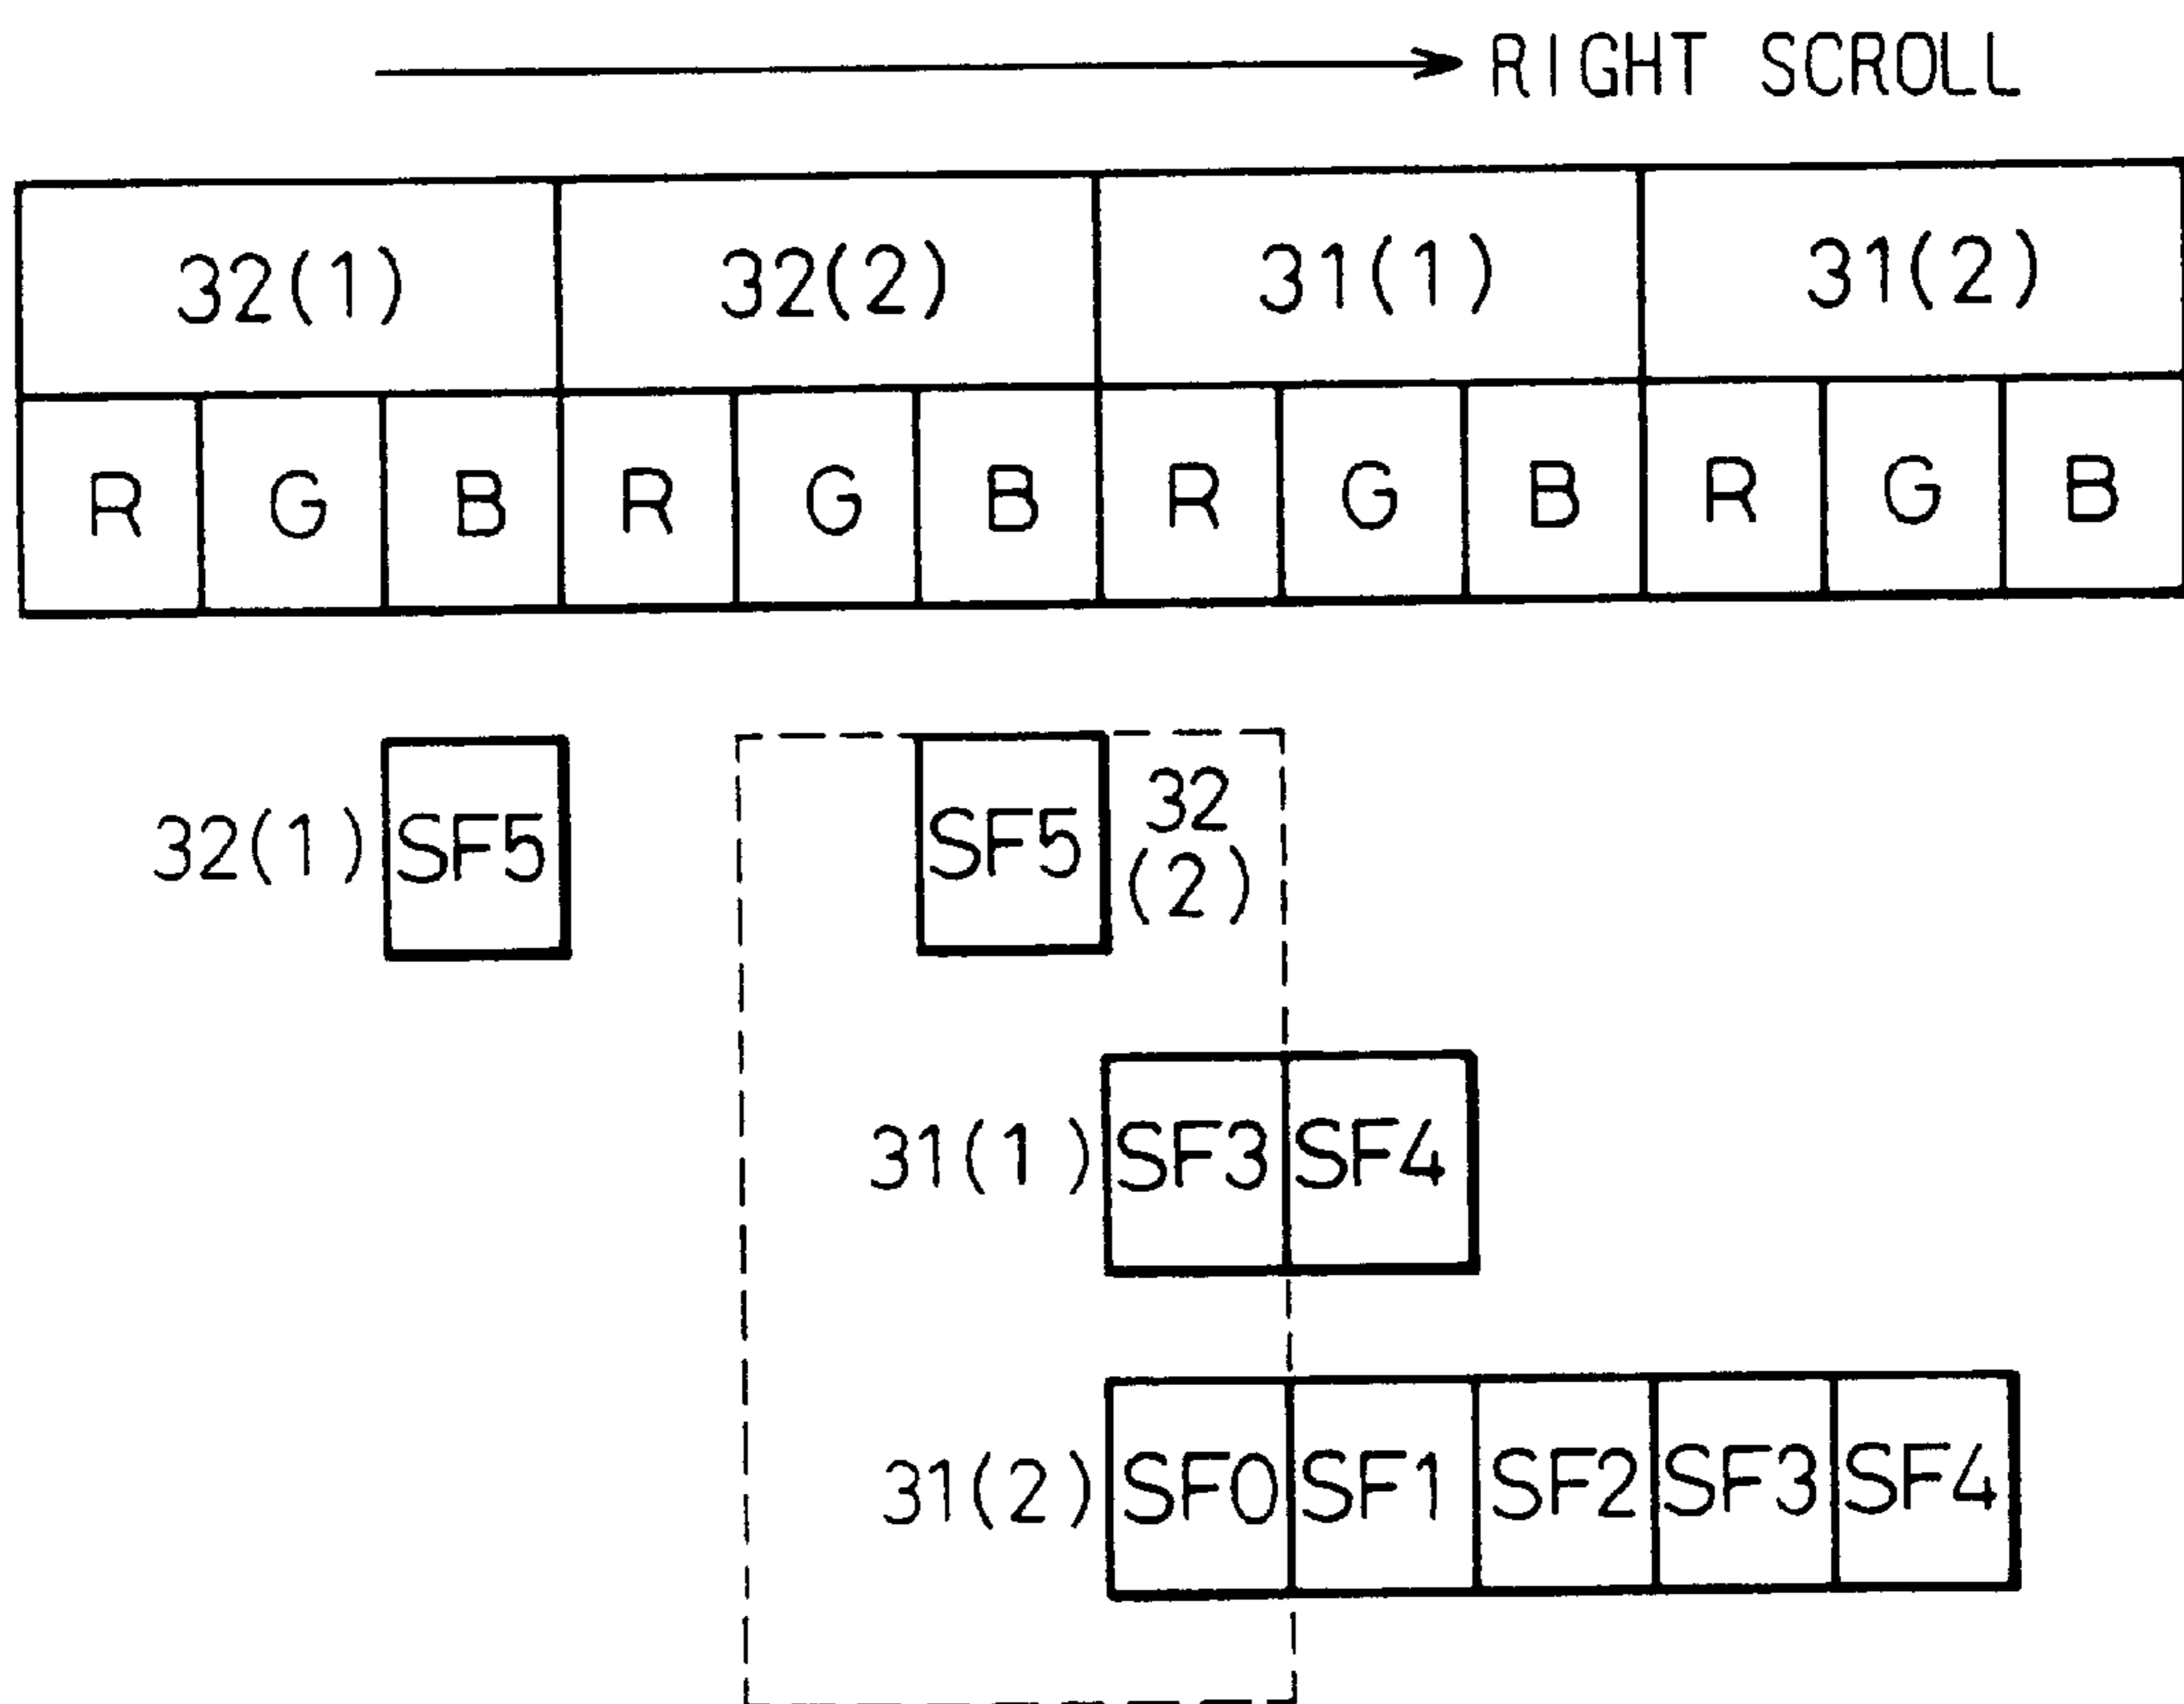 RIGHT SCROLL
32(1) 32(2) 31(1) 31(2)
R G B R G B R G B R G B
32(1) SF5 SF5 32
(2)
31(1) SF3 SF4
31(2) SF0 SF1 SF2 SF3 SF4